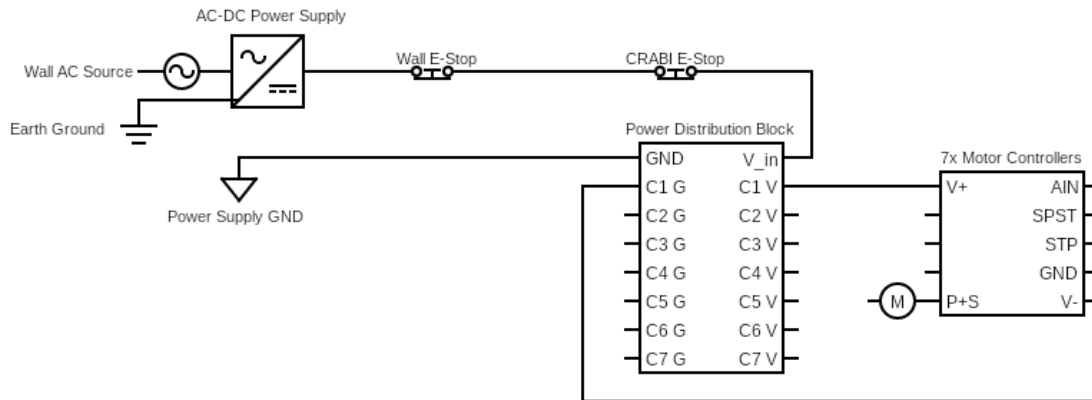 AC-DC Power Supply
Wall AC Source
Wall E-Stop
CRABI E-Stop
Earth Ground
Power Distribution Block
GND V_in
7x Motor Controllers
C1 G C1 V
V+ AIN
Power Supply GND
C2 G C2 V
SPST
C3 G C3 V
STP
C4 G C4 V
GND
C5 G C5 V
M
P+S V-
C6 G C6 V
C7 G C7 V